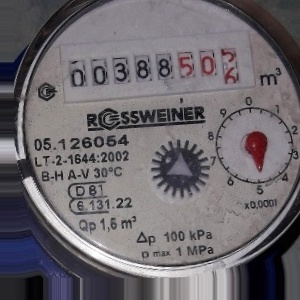 00388502 m³
ROSSWEINER
05.126054
LT-2-1644:2002
B-H A-V 30°C
D 81
6.131.22
Qp 1,5 m³
Δp 100 kPa
p max 1 MPa
0
1
2
3
4
5
6
7
8
9
x0,0001